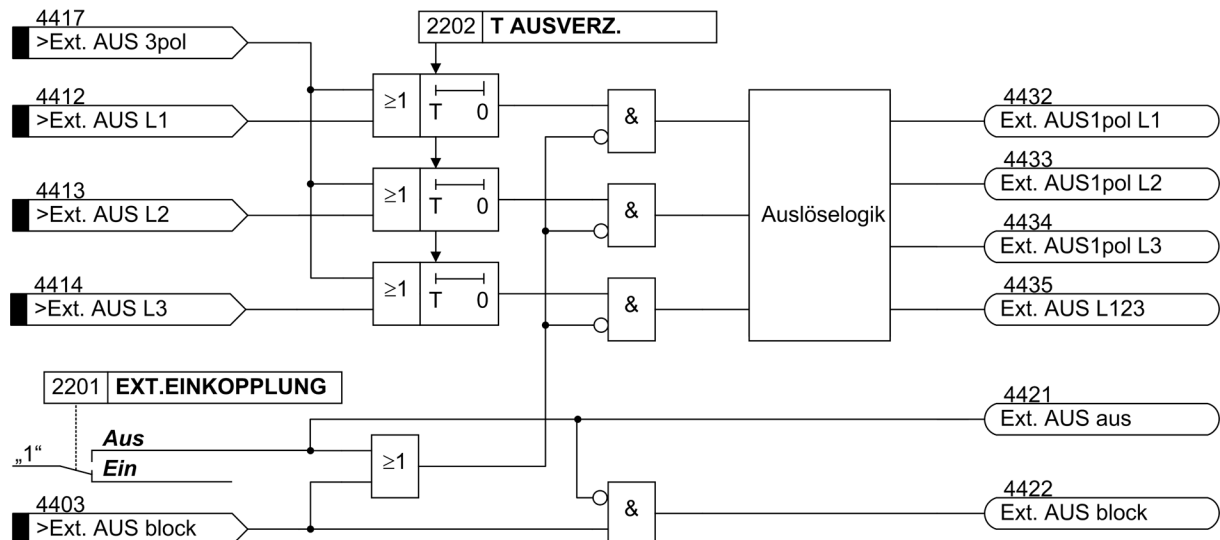 4417
>Ext. AUS 3pol
2202 T AUSVERZ.
4412
>Ext. AUS L1
≥1
T 0
&
4432
Ext. AUS1pol L1
4413
>Ext. AUS L2
≥1
T 0
&
Auslöselogik
4433
Ext. AUS1pol L2
4434
Ext. AUS1pol L3
4414
>Ext. AUS L3
≥1
T 0
&
4435
Ext. AUS L123
2201 EXT.EINKOPPLUNG
„1“
Aus
Ein
≥1
4421
Ext. AUS aus
4403
>Ext. AUS block
&
4422
Ext. AUS block